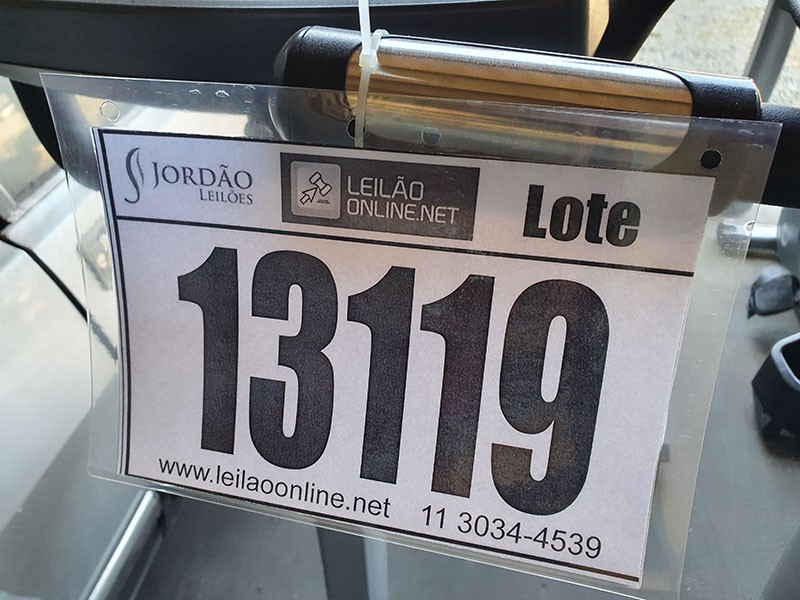 JORDÃO
LEILÕES
LEILÃO
ONLINE.NET
Lote
13119
www.leilaoonline.net
11 3034-4539